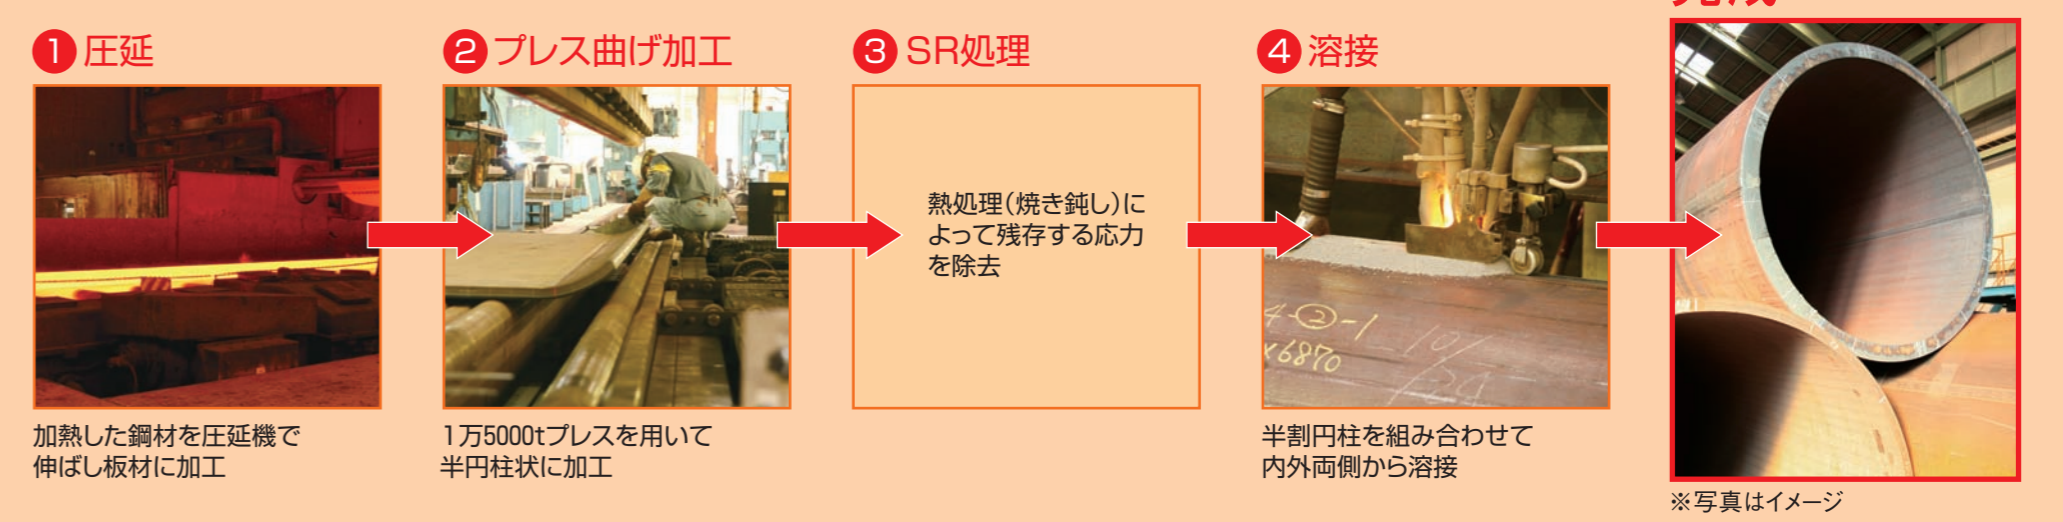 ❶圧延
加熱した鋼材を圧延機で
伸ばし板材に加工
❷プレス曲げ加工
1万5000tプレスを用いて
半円柱状に加工
❸SR処理
熱処理(焼き鈍し)に
よって残存する応力
を除去
❹溶接
4-②-1
×6870
半割円柱を組み合わせて
内外両側から溶接
※写真はイメージ